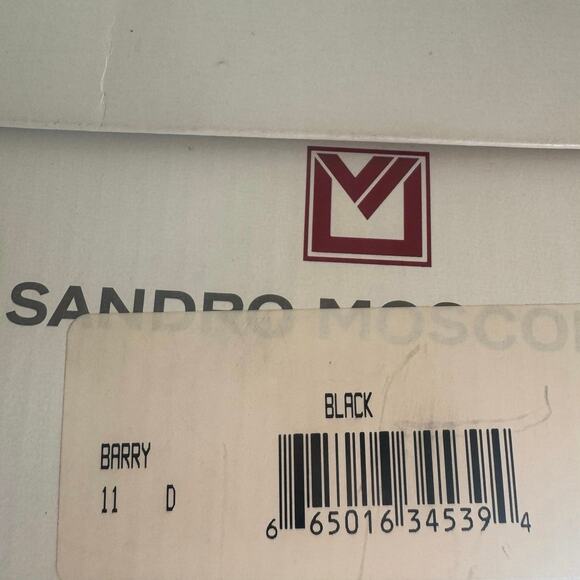 SANDRO MOSCO
BLACK
BARRY
11 D
6 65016 34539 4